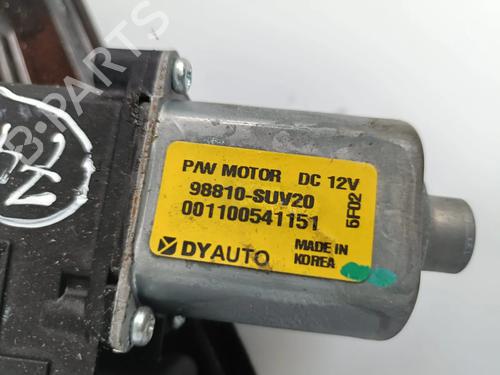 P/W MOTOR DC 12V
98810-SUV20
001100541151
5F02
DYAUTO
MADE IN
KOREA
B-PARTS